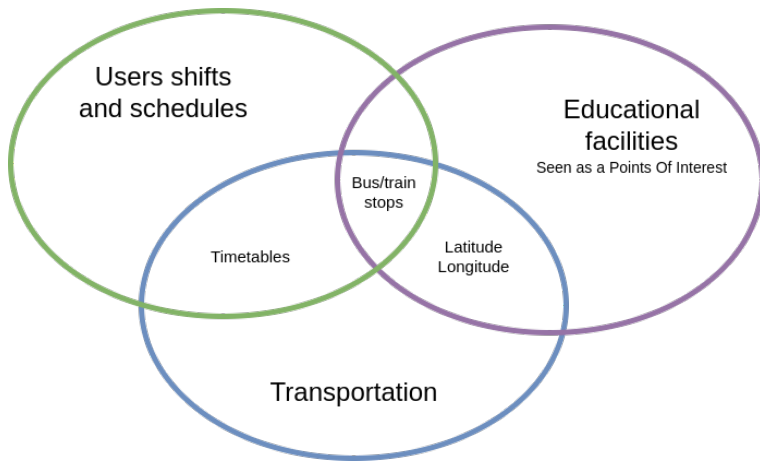 Users shifts
and schedules
Educational
facilities
Seen as a Points Of Interest
Bus/train
stops
Timetables
Latitude
Longitude
Transportation